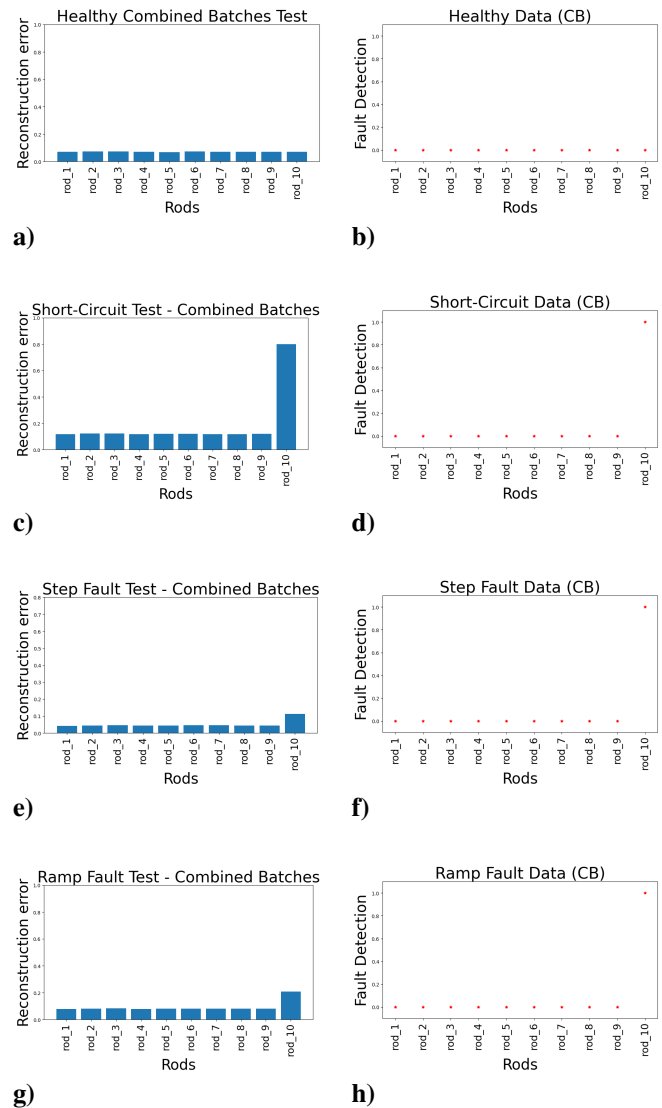 Healthy Combined Batches Test
Reconstruction error
1.0
0.8
0.6
0.4
0.2
0.0
rod_1
rod_2
rod_3
rod_4
rod_5
rod_6
rod_7
rod_8
rod_9
rod_10
Rods
a)
Healthy Data (CB)
Fault Detection
1.0
0.8
0.6
0.4
0.2
0.0
rod_1
rod_2
rod_3
rod_4
rod_5
rod_6
rod_7
rod_8
rod_9
rod_10
Rods
b)
Short-Circuit Test - Combined Batches
Reconstruction error
1.0
0.8
0.6
0.4
0.2
0.0
rod_1
rod_2
rod_3
rod_4
rod_5
rod_6
rod_7
rod_8
rod_9
rod_10
Rods
c)
Short-Circuit Data (CB)
Fault Detection
1.0
0.8
0.6
0.4
0.2
0.0
rod_1
rod_2
rod_3
rod_4
rod_5
rod_6
rod_7
rod_8
rod_9
rod_10
Rods
d)
Step Fault Test - Combined Batches
Reconstruction error
0.8
0.7
0.6
0.5
0.4
0.3
0.2
0.1
0.0
rod_1
rod_2
rod_3
rod_4
rod_5
rod_6
rod_7
rod_8
rod_9
rod_10
Rods
e)
Step Fault Data (CB)
Fault Detection
1.0
0.8
0.6
0.4
0.2
0.0
rod_1
rod_2
rod_3
rod_4
rod_5
rod_6
rod_7
rod_8
rod_9
rod_10
Rods
f)
Ramp Fault Test - Combined Batches
Reconstruction error
1.0
0.8
0.6
0.4
0.2
0.0
rod_1
rod_2
rod_3
rod_4
rod_5
rod_6
rod_7
rod_8
rod_9
rod_10
Rods
g)
Ramp Fault Data (CB)
Fault Detection
1.0
0.8
0.6
0.4
0.2
0.0
rod_1
rod_2
rod_3
rod_4
rod_5
rod_6
rod_7
rod_8
rod_9
rod_10
Rods
h)